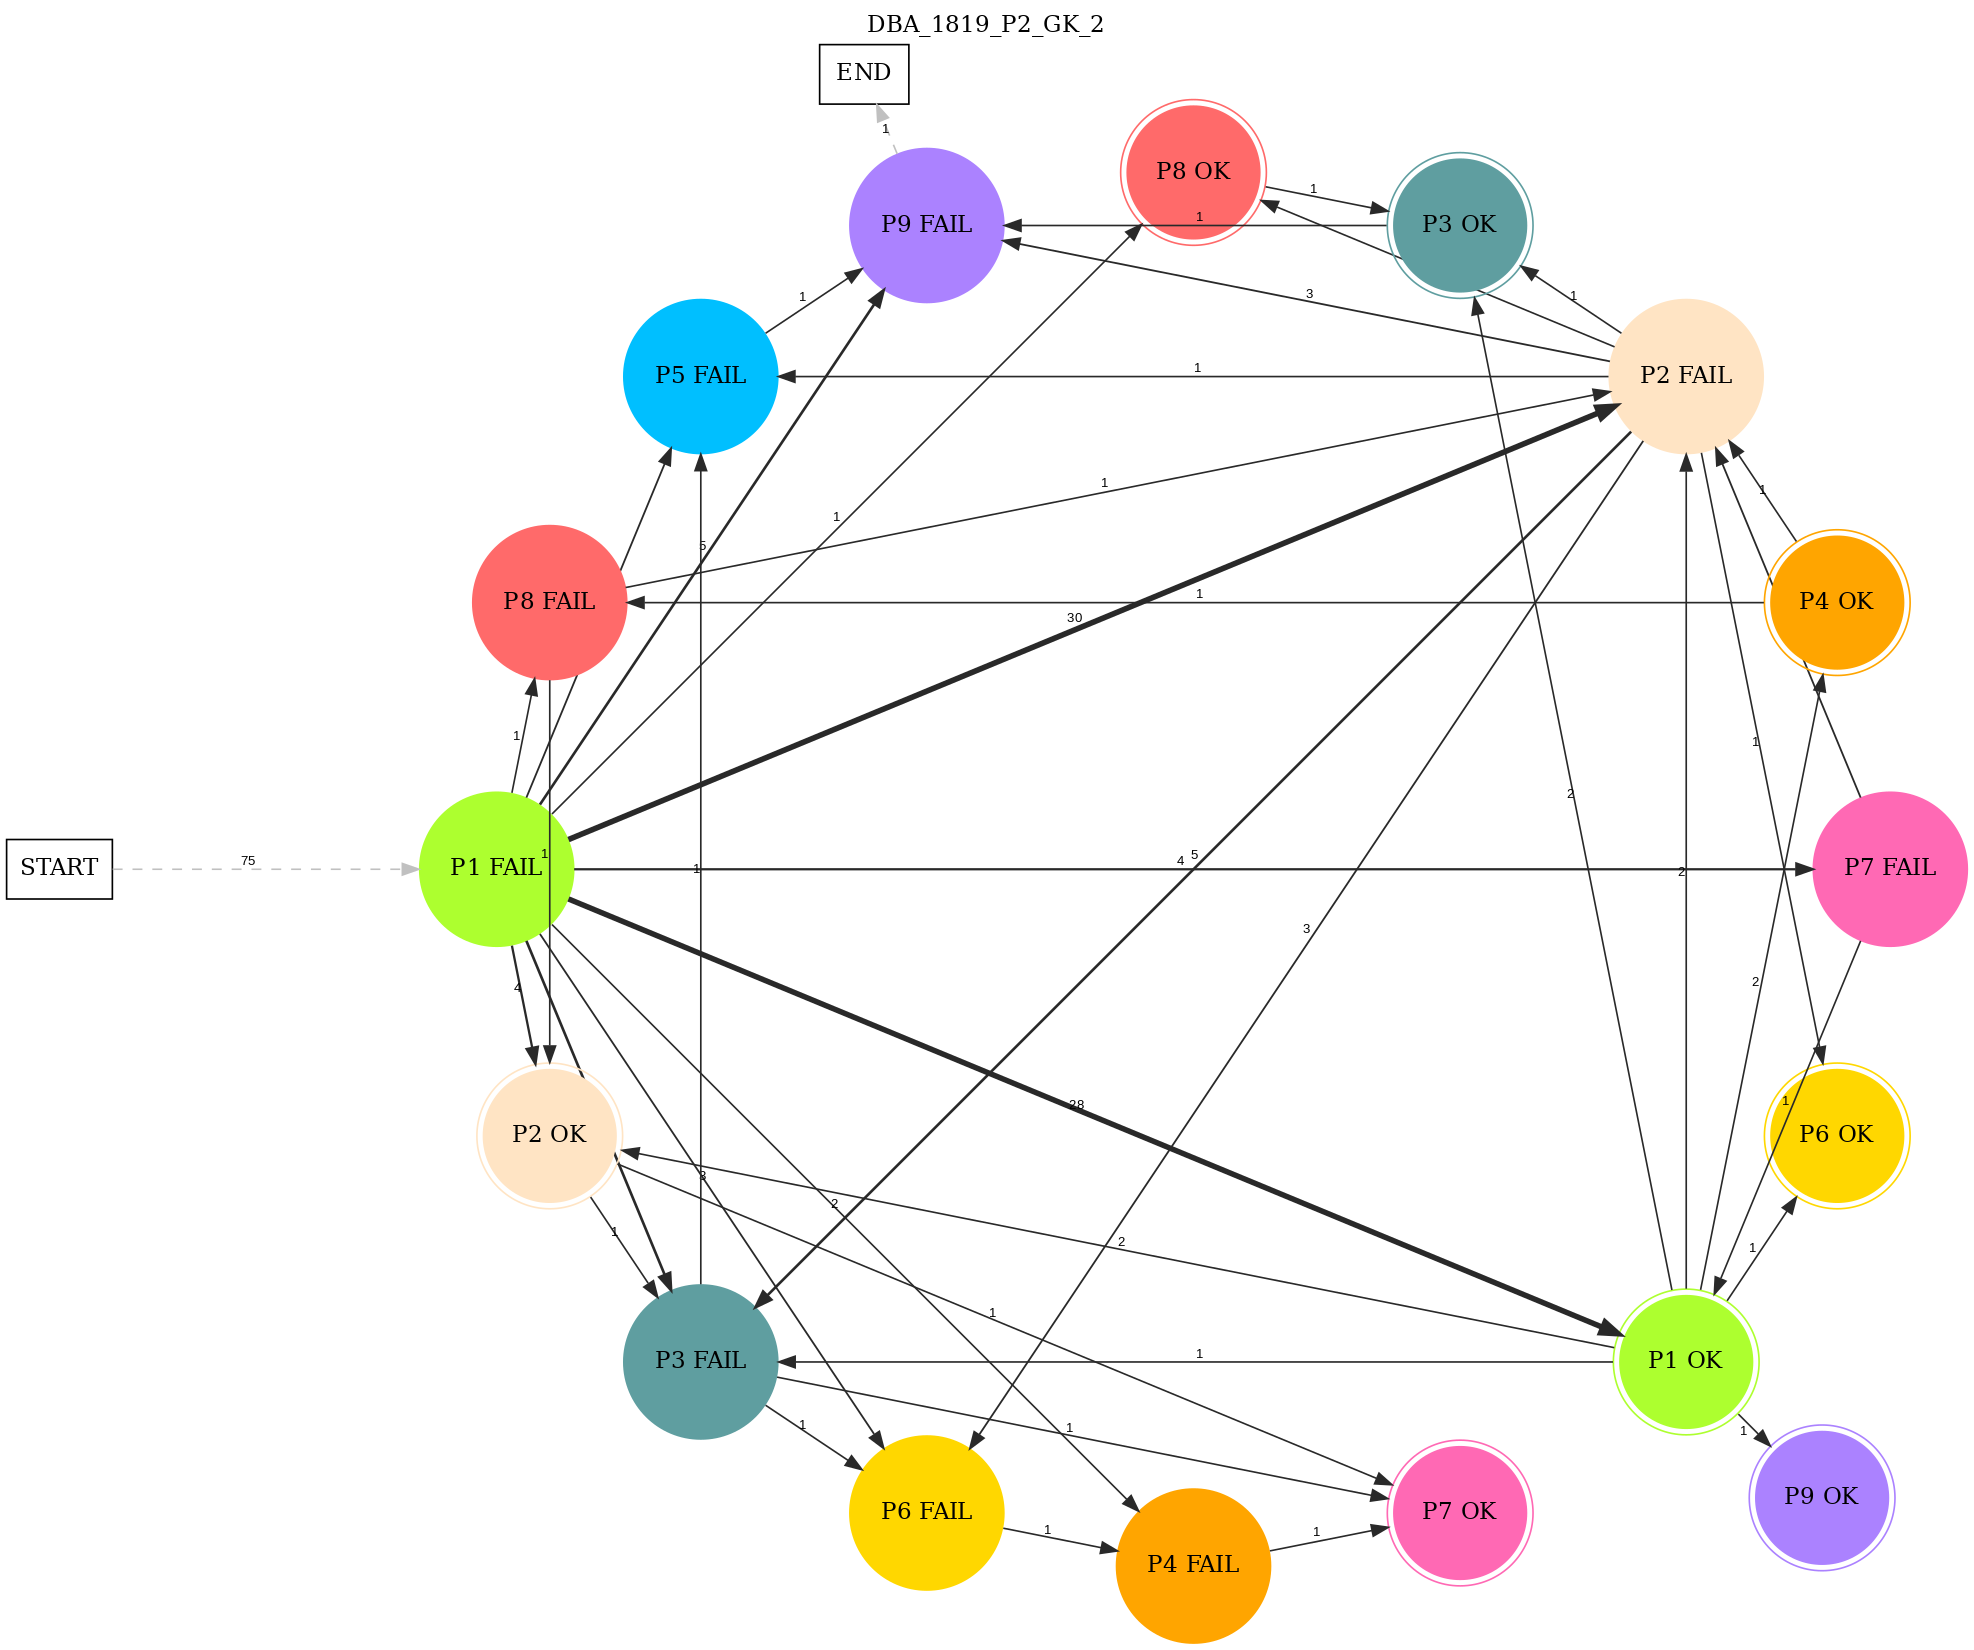 DBA_1819_P2_GK_2
END
1
P8 OK
1
P3 OK
1
P9 FAIL
3
1
1
P5 FAIL
1
P2 FAIL
1
1
5
1
P8 FAIL
1
P4 OK
30
1
1
2
START
75
P1 FAIL
1
1
4
5
2
P7 FAIL
4
3
2
28
1
P2 OK
P6 OK
3
2
1
2
1
1
P3 FAIL
1
P1 OK
1
1
1
P9 OK
P6 FAIL
1
P4 FAIL
1
P7 OK